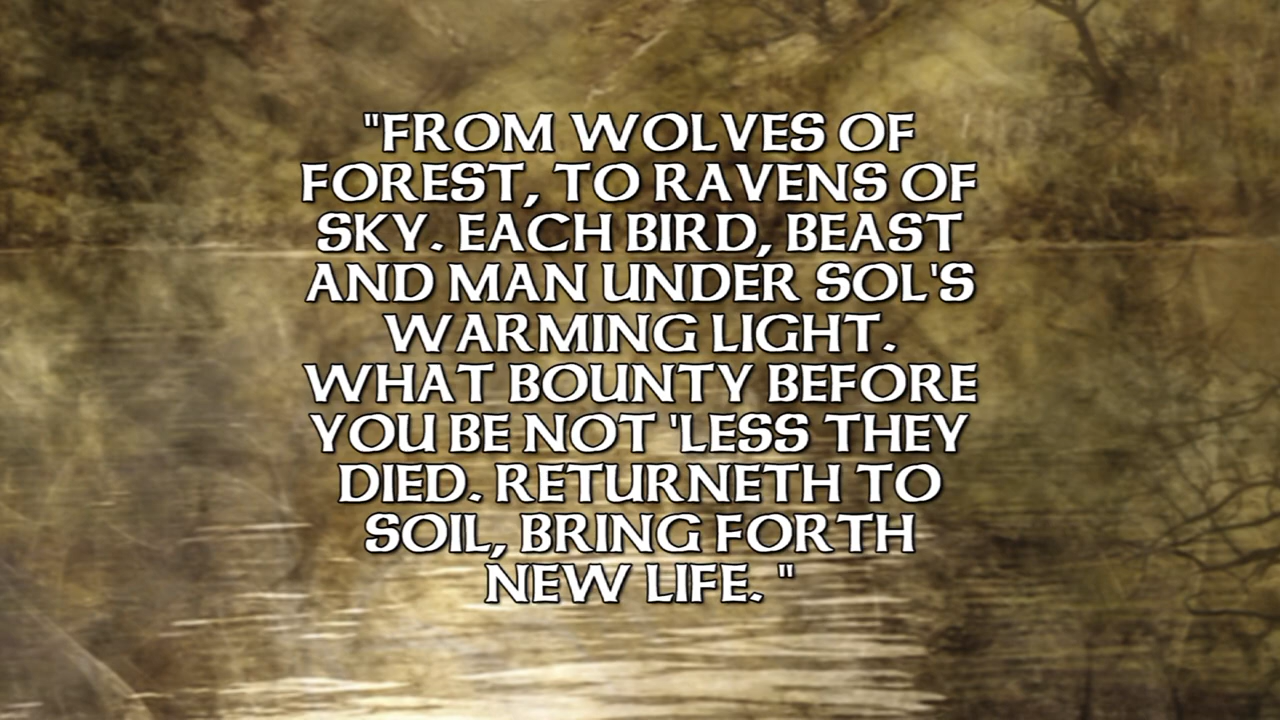 "FROM WOLVES OF
FOREST, TO RAVENS OF
SKY. EACH BIRD, BEAST
AND MAN UNDER SOL'S
WARMING LIGHT.
WHAT BOUNTY BEFORE
YOU BE NOT 'LESS THEY
DIED. RETURNETH TO
SOIL, BRING FORTH
NEW LIFE. "